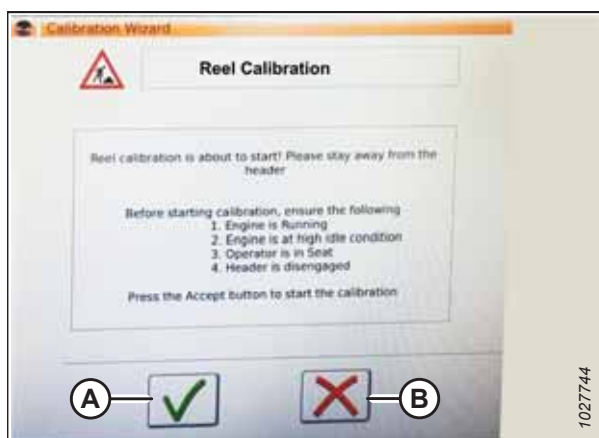 Calibration Wizard
Reel Calibration
Reel calibration is about to start! Please stay away from the
header
Before starting calibration, ensure the following
1. Engine is Running
2. Engine is at high idle condition
3. Operator is in Seat
4. Header is disengaged
Press the Accept button to start the calibration
A
B
1027744